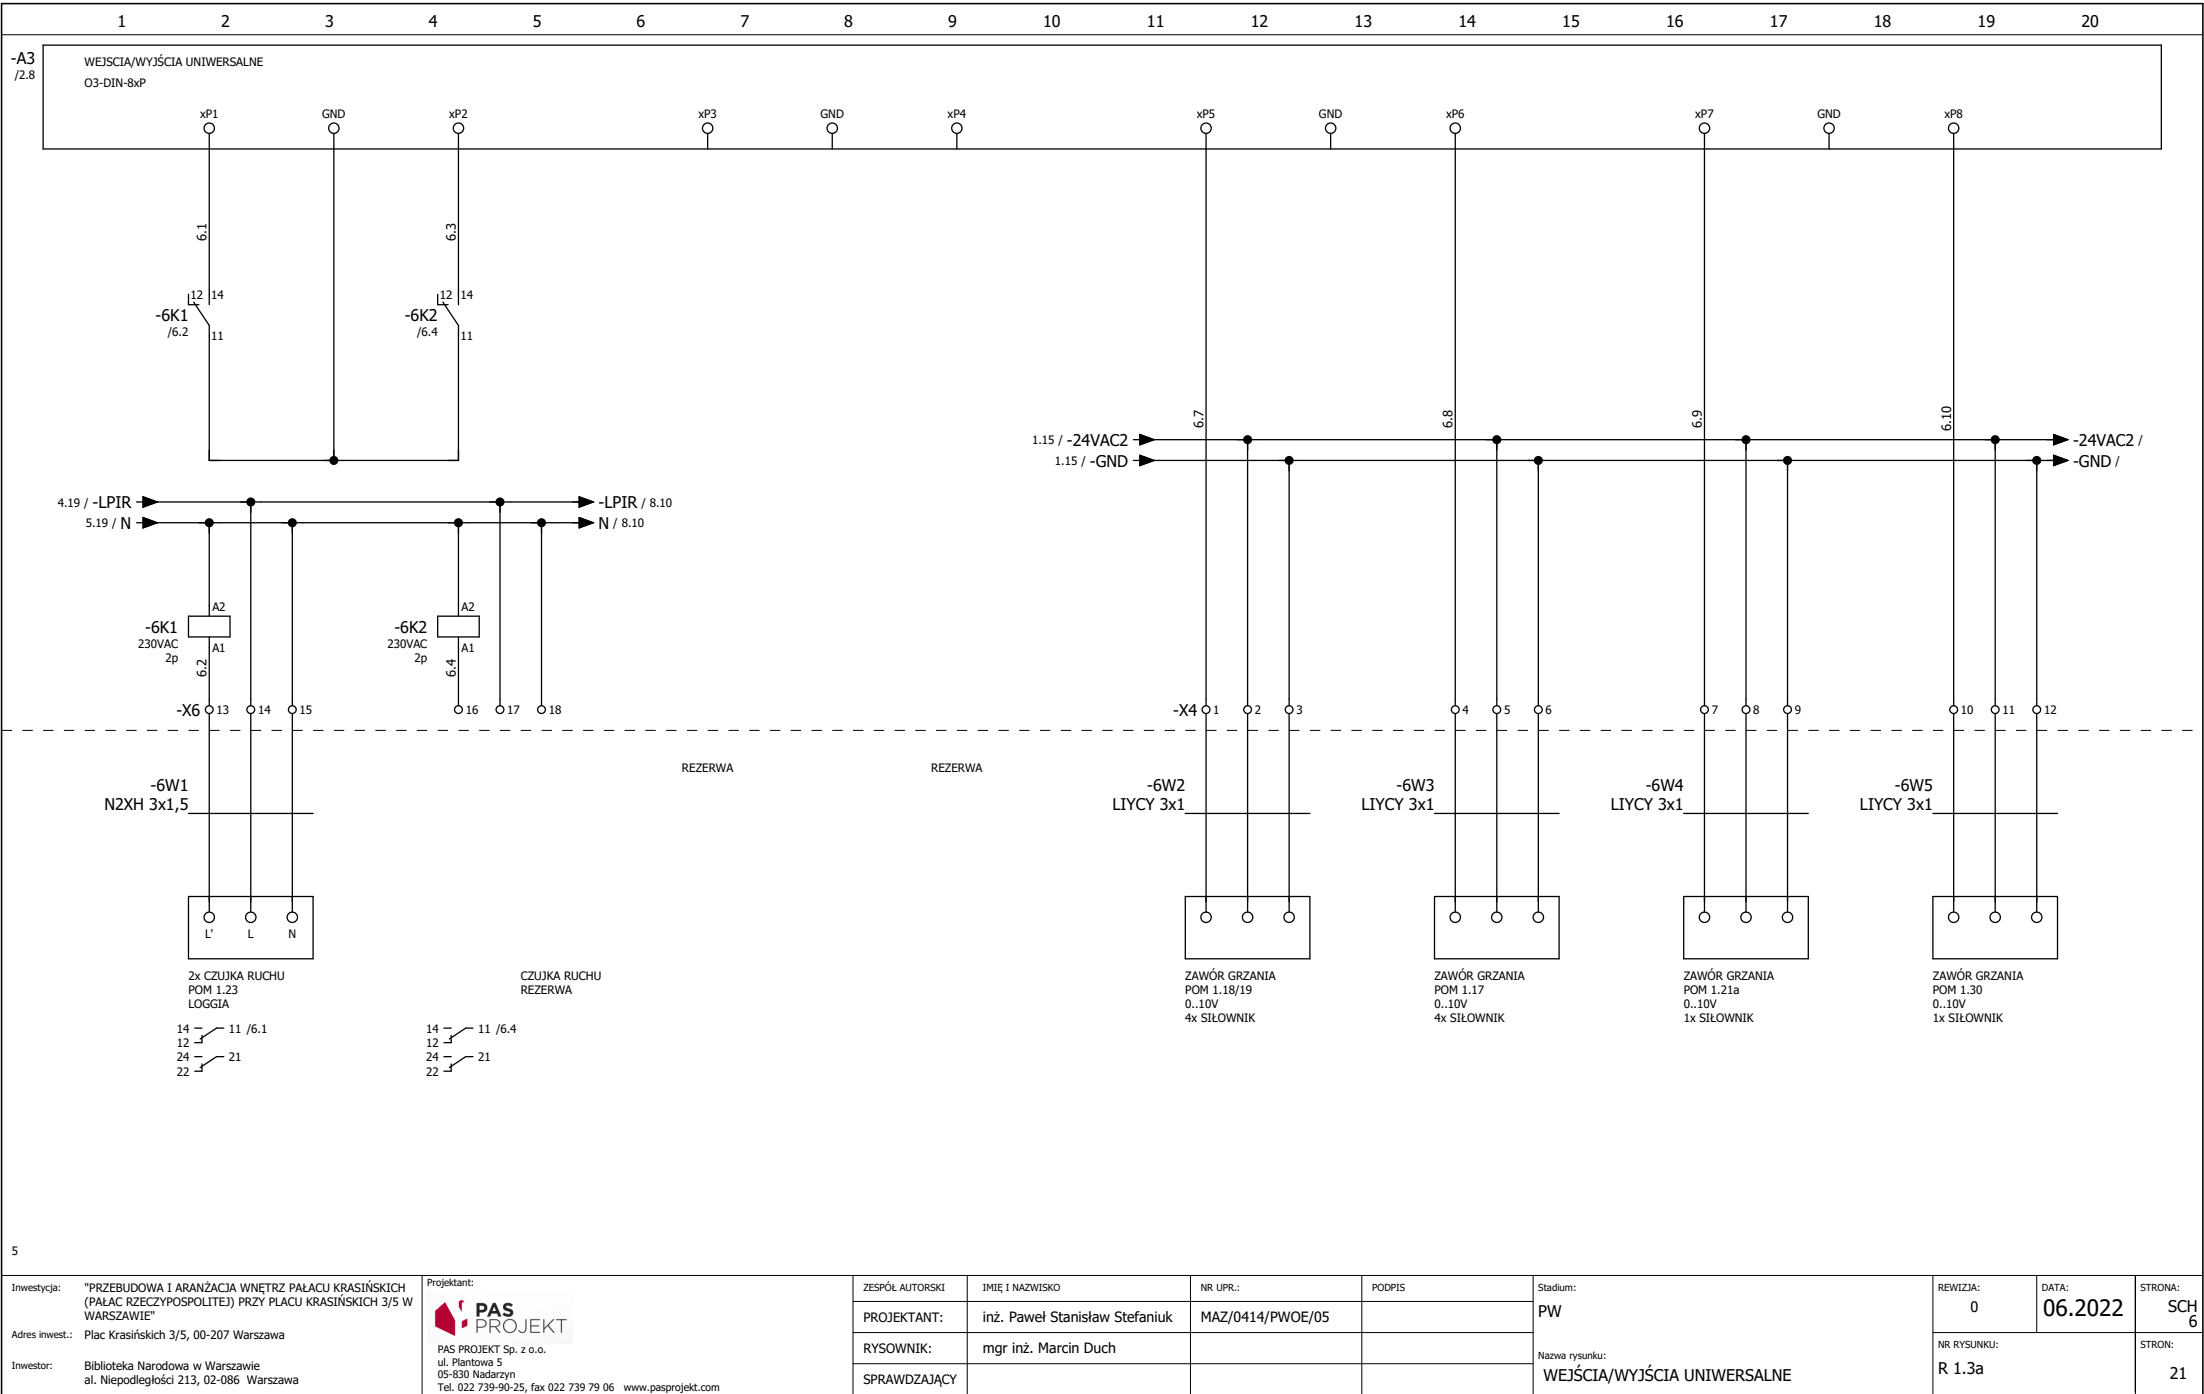 1 2 3 4 5 6 7 8 9 10 11 12 13 14 15 16 17 18 19 20
-A3
/2.8
WEJSCIA/WYJŚCIA UNIWERSALNE
O3-DIN-8xP
xP1 GND xP2 xP3 GND xP4 xP5 GND xP6 xP7 GND xP8
6.1 6.3
12 14 12 14
-6K1 -6K2
/6.2 /6.4
11 11
6.7 6.8 6.9 6.10
1.15 / -24VAC2 -24VAC2 /
1.15 / -GND -GND /
4.19 / -LPIR -LPIR / 8.10
5.19 / N N / 8.10
A2 A2
-6K1 -6K2
230VAC A1 230VAC A1
2p 2p
6.2 6.4
-X6 13 14 15 16 17 18 -X4 1 2 3 4 5 6 7 8 9 10 11 12
REZERWA REZERWA
-6W1 -6W2 -6W3 -6W4 -6W5
N2XH 3x1,5 LIYCY 3x1 LIYCY 3x1 LIYCY 3x1 LIYCY 3x1
L' L N
2x CZUJKA RUCHU
POM 1.23
LOGGIA
CZUJKA RUCHU
REZERWA
ZAWÓR GRZANIA
POM 1.18/19
0..10V
4x SIŁOWNIK
ZAWÓR GRZANIA
POM 1.17
0..10V
4x SIŁOWNIK
ZAWÓR GRZANIA
POM 1.21a
0..10V
1x SIŁOWNIK
ZAWÓR GRZANIA
POM 1.30
0..10V
1x SIŁOWNIK
14 11 /6.1
12
24 21
22
14 11 /6.4
12
24 21
22
5
Inwestycja: "PRZEBUDOWA I ARANŻACJA WNĘTRZ PAŁACU KRASIŃSKICH
(PAŁAC RZECZYPOSPOLITEJ) PRZY PLACU KRASIŃSKICH 3/5 W
WARSZAWIE"
Adres inwest.: Plac Krasińskich 3/5, 00-207 Warszawa
Inwestor: Biblioteka Narodowa w Warszawie
al. Niepodległości 213, 02-086 Warszawa
Projektant:
PAS
PROJEKT
PAS PROJEKT Sp. z o.o.
ul. Plantowa 5
05-830 Nadarzyn
Tel. 022 739-90-25, fax 022 739 79 06 www.pasprojekt.com
ZESPÓŁ AUTORSKI IMIĘ I NAZWISKO NR UPR.: PODPIS
PROJEKTANT: inż. Paweł Stanisław Stefaniuk MAZ/0414/PWOE/05
RYSOWNIK: mgr inż. Marcin Duch
SPRAWDZAJĄCY
Stadium:
PW
Nazwa rysunku:
WEJŚCIA/WYJŚCIA UNIWERSALNE
REWIZJA:
0
DATA:
06.2022
STRONA:
SCH
6
NR RYSUNKU:
R 1.3a
STRON:
21